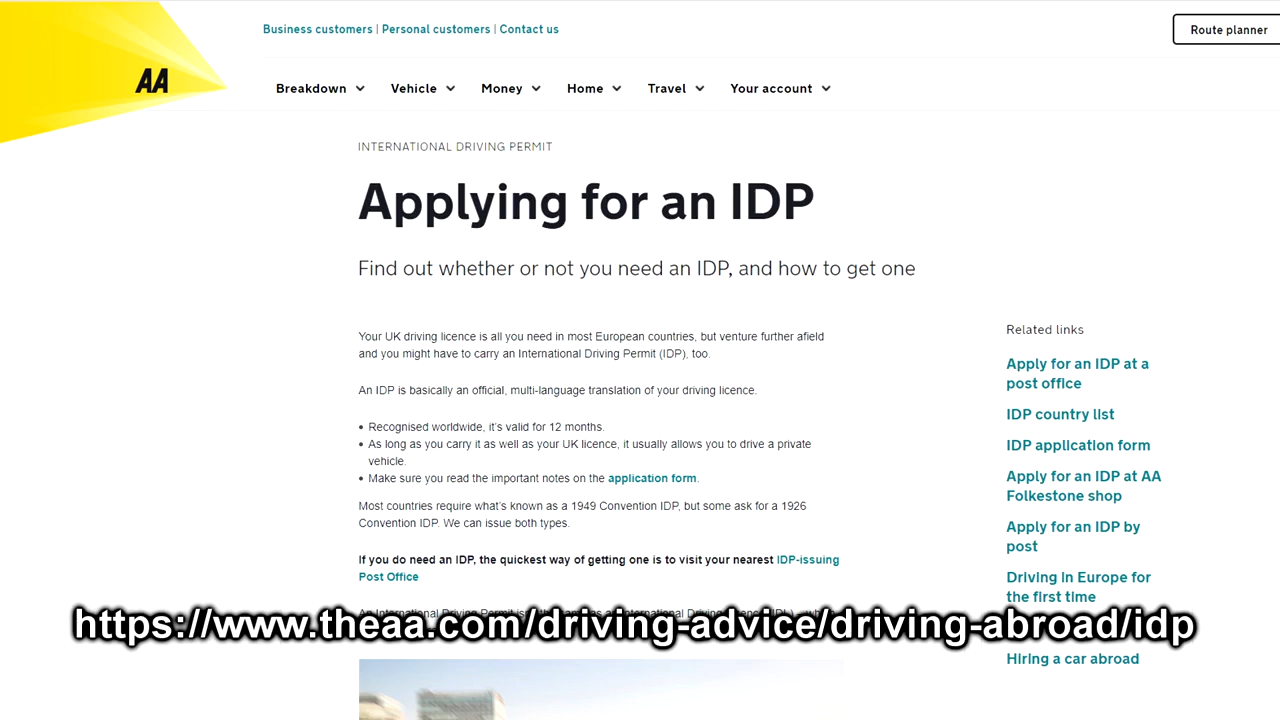 Business customers | Personal customers | Contact us
Route planner
AA
Breakdown Vehicle Money Home Travel Your account
INTERNATIONAL DRIVING PERMIT
Applying for an IDP
Find out whether or not you need an IDP, and how to get one
Your UK driving licence is all you need in most European countries, but venture further afield
and you might have to carry an International Driving Permit (IDP), too.
An IDP is basically an official, multi-language translation of your driving licence.
• Recognised worldwide, it's valid for 12 months.
• As long as you carry it as well as your UK licence, it usually allows you to drive a private
vehicle.
• Make sure you read the important notes on the application form.
Most countries require what's known as a 1949 Convention IDP, but some ask for a 1926
Convention IDP. We can issue both types.
If you do need an IDP, the quickest way of getting one is to visit your nearest IDP-issuing
Post Office
An International Driving Permit
https://www.theaa.com/driving-advice/driving-abroad/idp
Related links
Apply for an IDP at a
post office
IDP country list
IDP application form
Apply for an IDP at AA
Folkestone shop
Apply for an IDP by
post
Driving in Europe for
the first time
Hiring a car abroad